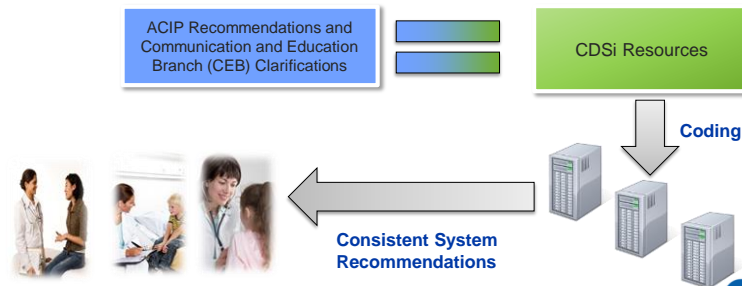 ACIP Recommendations and
Communication and Education
Branch (CEB) Clarifications
CDSi Resources
Coding
Consistent System
Recommendations